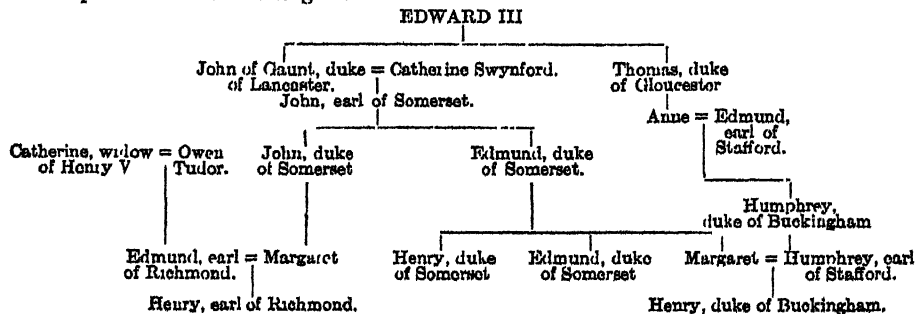 EDWARD III
John of Gaunt, duke = Catherine Swynford.
of Lancaster.
Thomas, duke
of Gloucester
John, earl of Somerset.
Anne = Edmund,
earl of
Stafford.
Catherine, widow = Owen
of Henry V Tudor.
John, duke
of Somerset
Edmund, duke
of Somerset.
Humphrey,
duke of Buckingham
Edmund, earl = Margaret
of Richmond.
Henry, duke
of Somerset
Edmund, duke
of Somerset
Margaret = Humphrey, earl
of Stafford.
Henry, earl of Richmond.
Henry, duke of Buckingham.